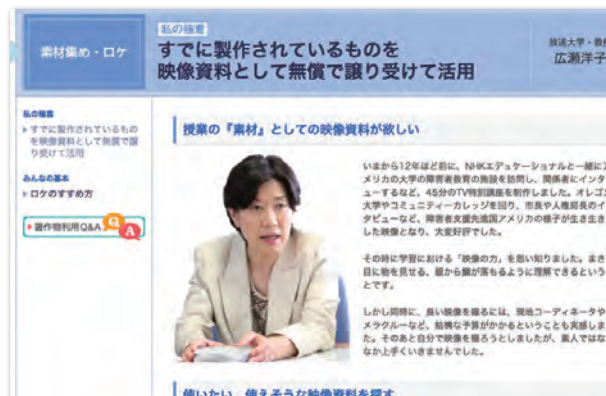 素材集め・ロケ
私の極意
すでに製作されているものを
映像資料として無償で譲り受けて活用
放送大学・教
広瀬洋子
私の極意
すでに製作されているもの
を映像資料として無償で譲
り受けて活用
みんなの基本
ロケのすすめ方
著作物利用Q&A
Q
A
授業の『素材』としての映像資料が欲しい
いまから12年ほど前に、NHKエデュケーショナルと一緒に
メリカの大学の障害者教育の施設を訪問し、関係者にインタ
ューするなど、45分のTV特別講座を制作しました。オレゴ
大学やコミュニティーカレッジを回り、市民や人権局長のイ
タビューなど、障害者支援先進国アメリカの様子が生き生き
した映像となり、大変好評でした。
その時に学習における「映像の力」を思い知りました。まさ
目に物を見せる、眼から鱗が落ちるように理解できるという
とです。
しかし同時に、良い映像を撮るには、現地コーディネータや
メラクルーなど、結構な予算がかかるということも実感しま
た。そのあと自分で映像を撮ろうとしましたが、素人ではな
なか上手くいきませんでした。
使いたい、使えそうな映像資料を探す